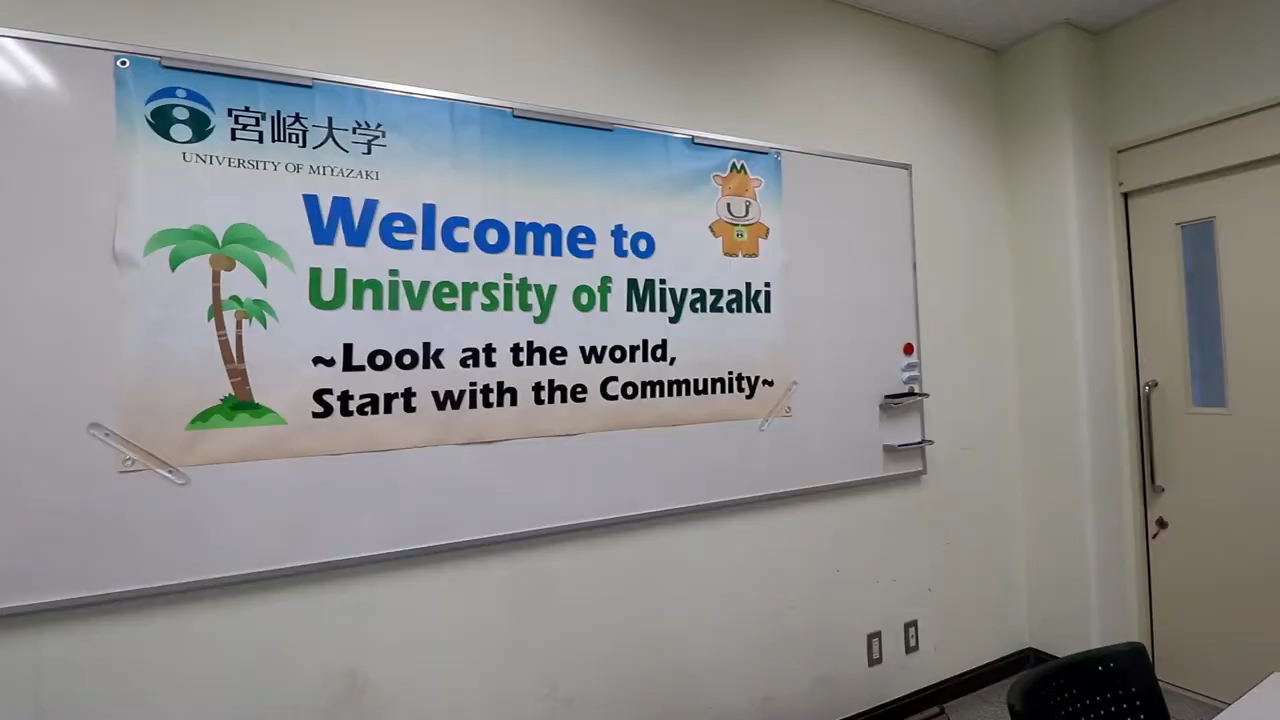 宮崎大学
UNIVERSITY OF MIYAZAKI
Welcome to
University of Miyazaki
~Look at the world,
Start with the Community~